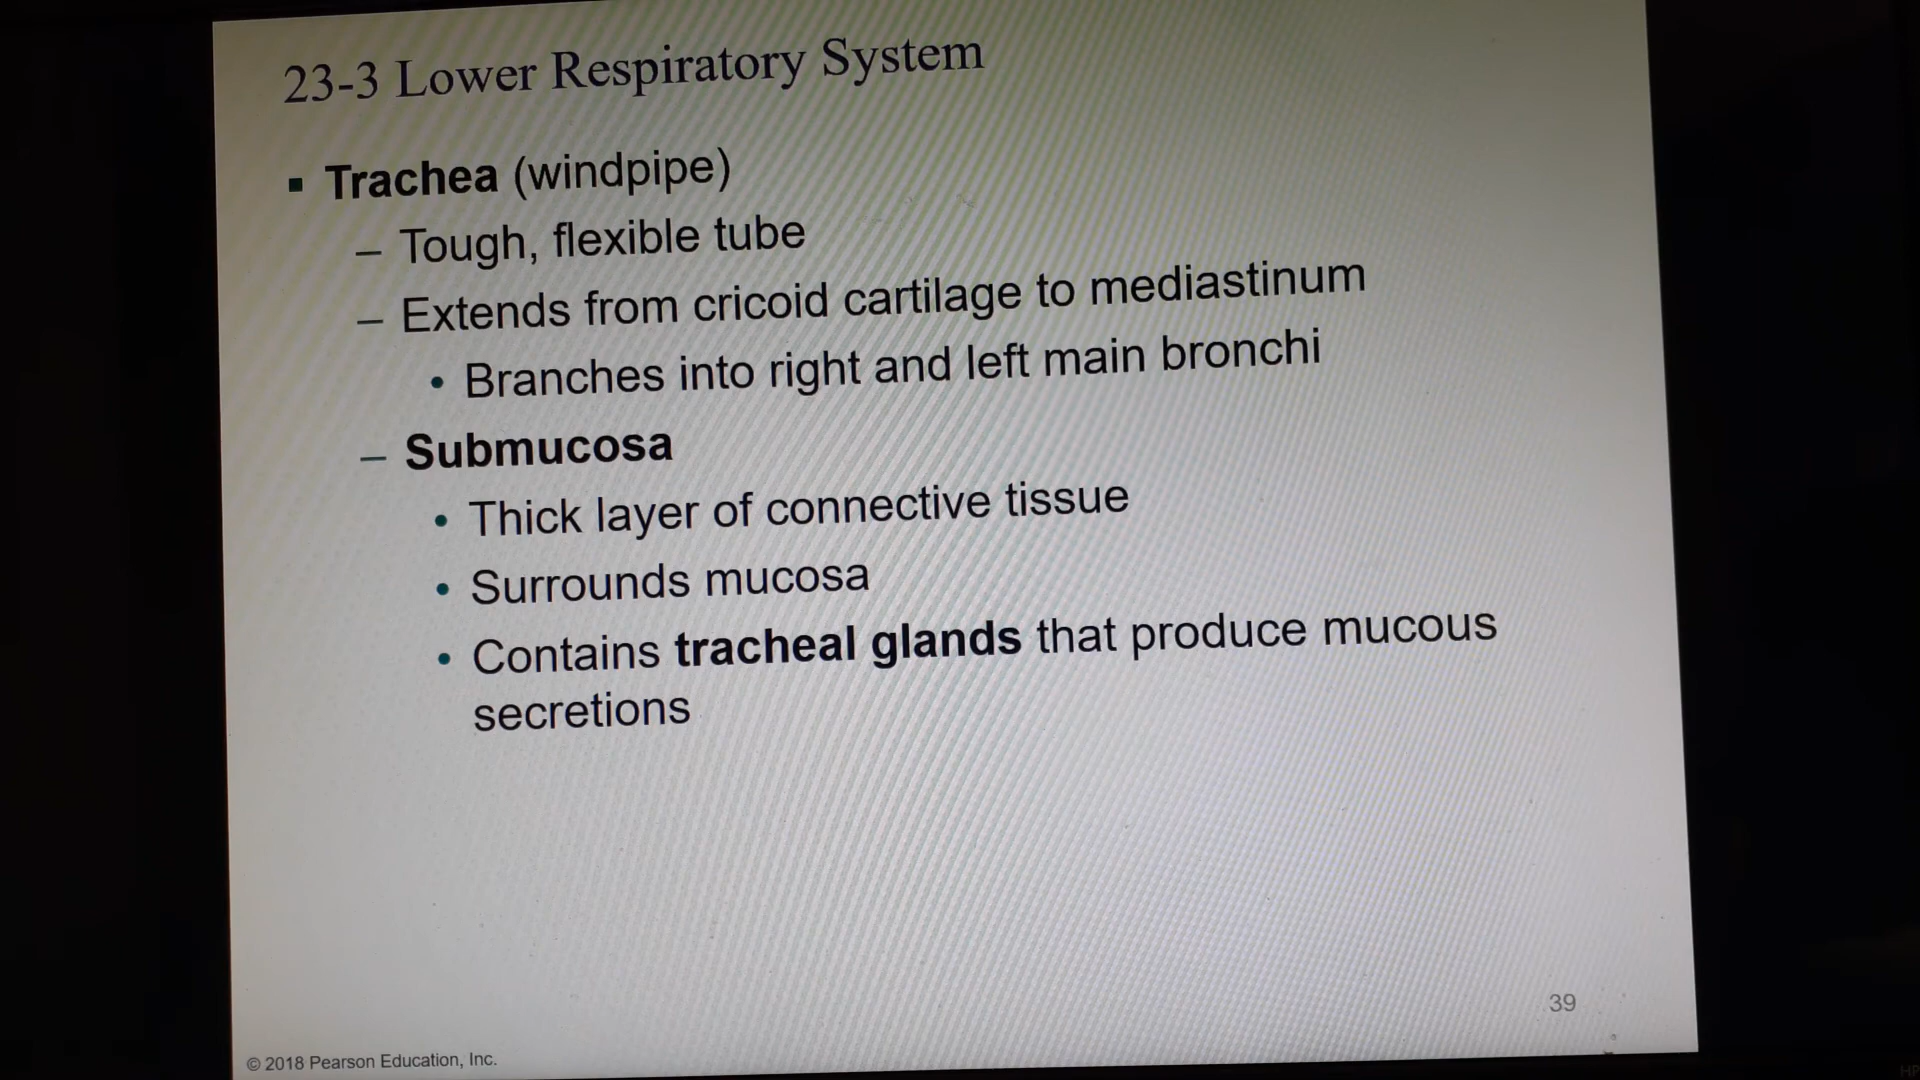 23-3 Lower Respiratory System
▪ Trachea (windpipe)
– Tough, flexible tube
– Extends from cricoid cartilage to mediastinum
• Branches into right and left main bronchi
– Submucosa
• Thick layer of connective tissue
• Surrounds mucosa
• Contains tracheal glands that produce mucous
secretions
39
© 2018 Pearson Education, Inc.